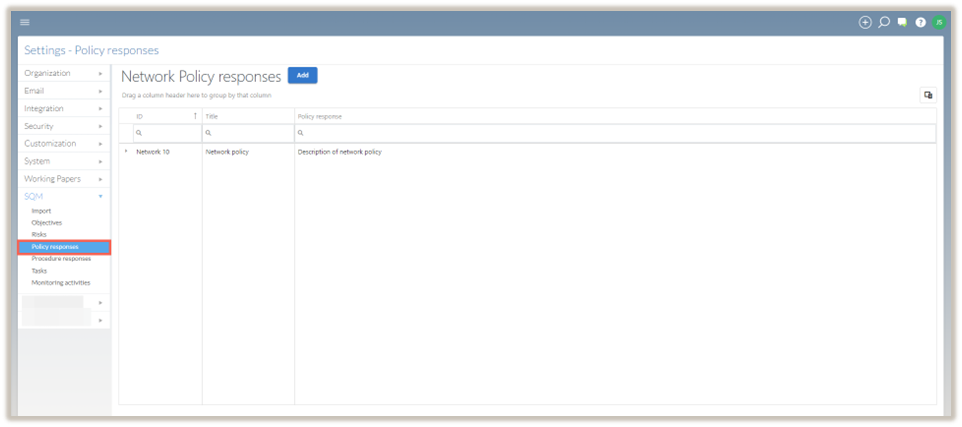 JS
Settings - Policy responses
Organization
Email
Integration
Security
Customization
System
Working Papers
SQM
Import
Objectives
Risks
Policy responses
Procedure responses
Tasks
Monitoring activities
Network Policy responses Add
Drag a column header here to group by that column
ID Title Policy response
Network 10 Network policy Description of network policy